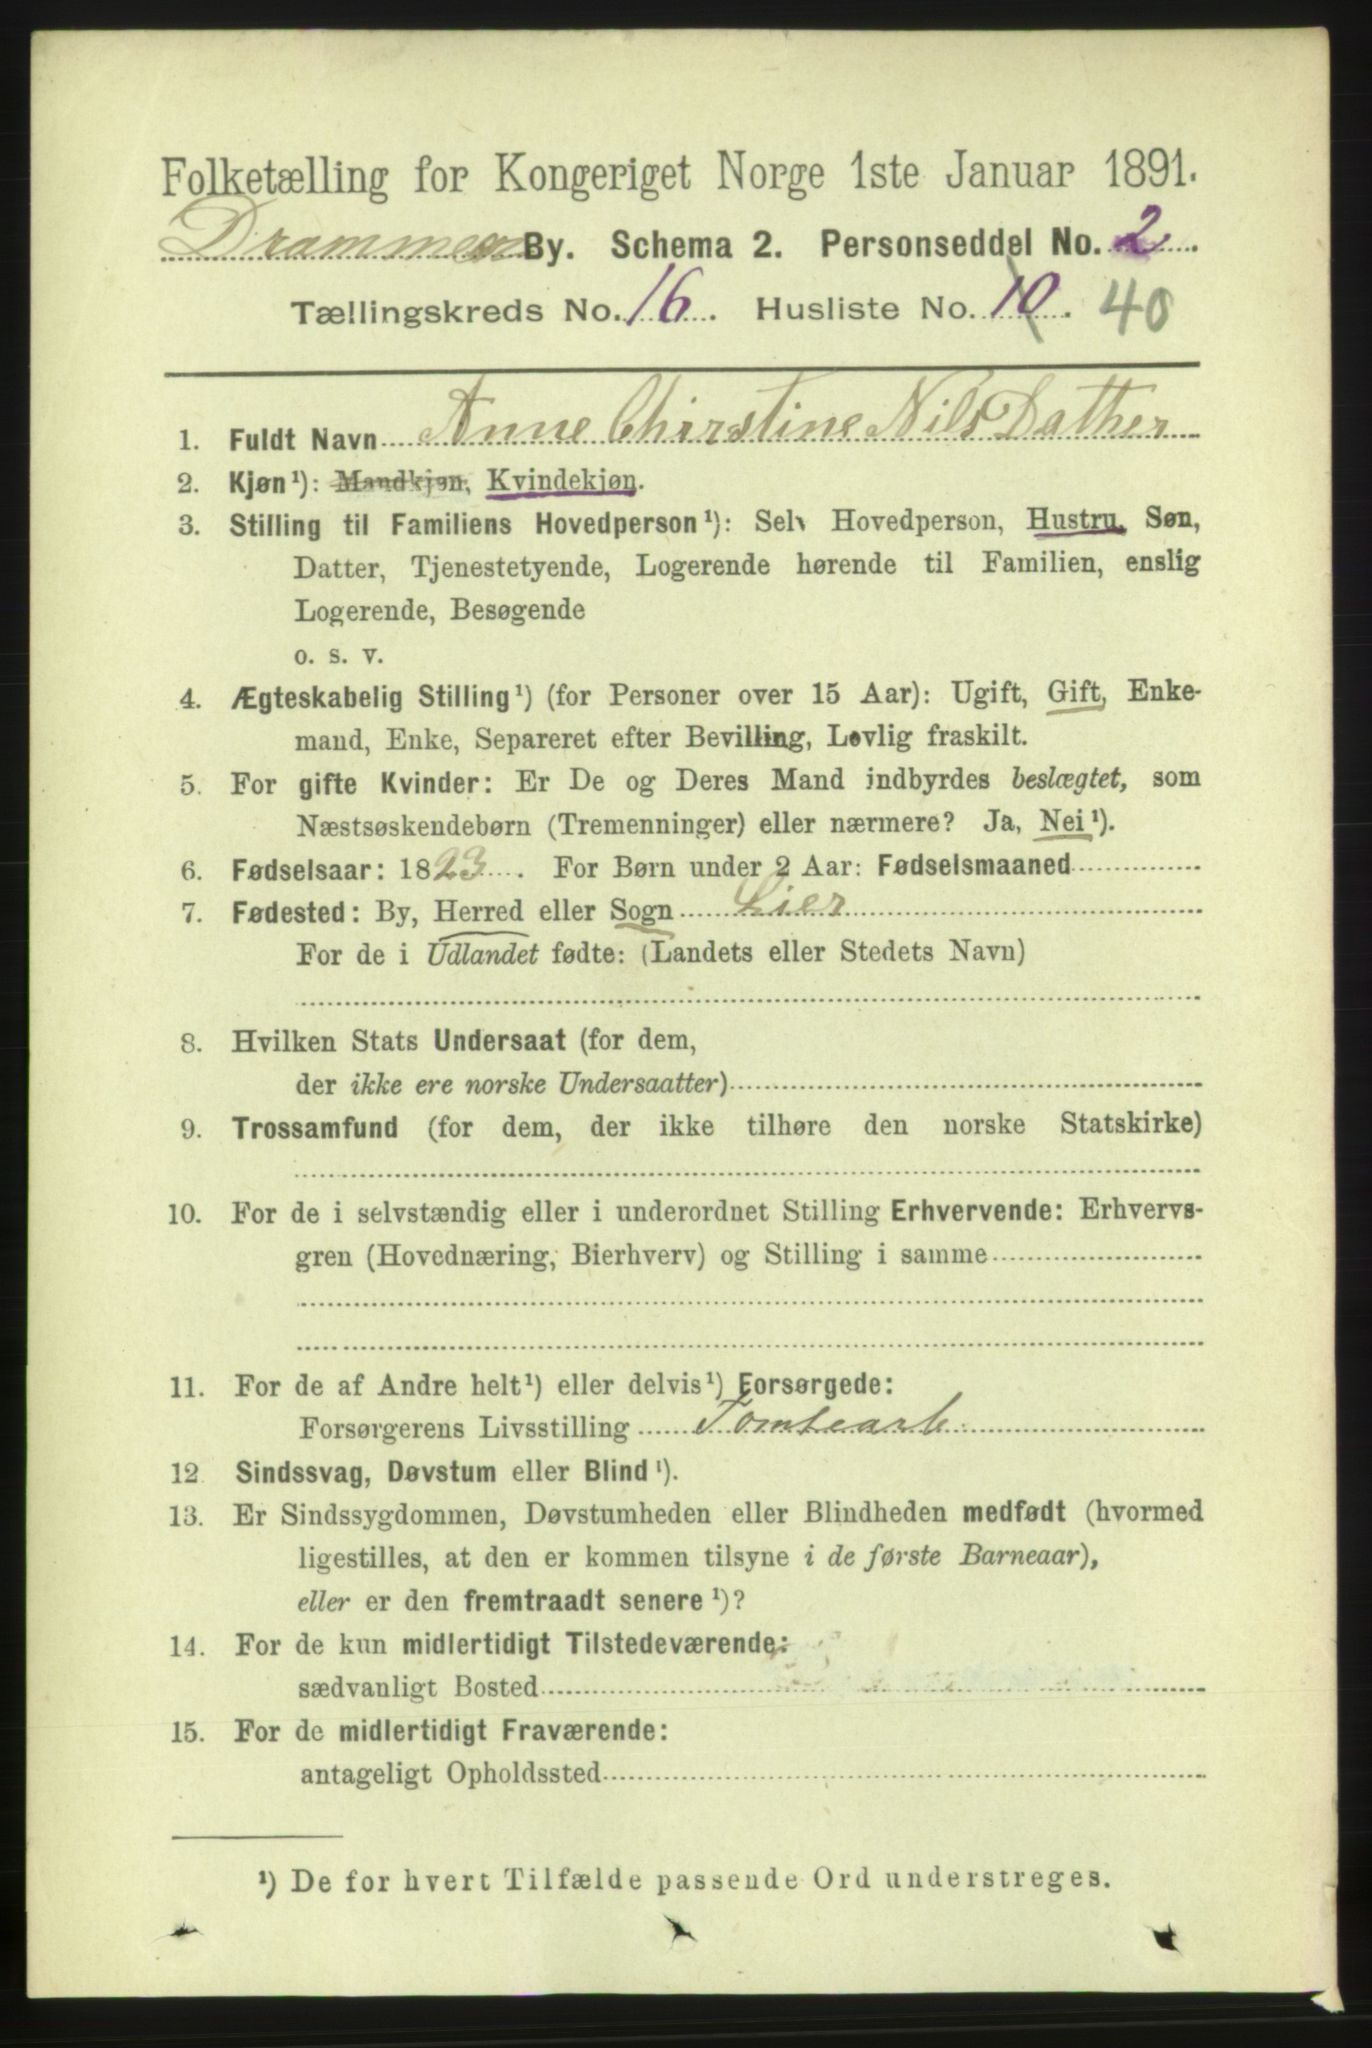 Folketælling for Kongeriget Norge 1ste Januar 1891.
Drammen By. Schema 2. Personseddel No. 2
Tællingskreds No. 16. Husliste No. 10. 40
1. Fuldt Navn Anne Chirstine Nils Dather
2. Kjøn¹): Mandkjøn, Kvindekjøn.
3. Stilling til Familiens Hovedperson¹): Selv Hovedperson, Hustru, Søn,
Datter, Tjenestetyende, Logerende hørende til Familien, enslig
Logerende, Besøgende
o. s. v.
4. Ægteskabelig Stilling¹) (for Personer over 15 Aar): Ugift, Gift, Enke-
mand, Enke, Separeret efter Bevilling, Lovlig fraskilt.
5. For gifte Kvinder: Er De og Deres Mand indbyrdes beslægtet, som
Næstsøskendebørn (Tremenninger) eller nærmere? Ja, Nei¹).
6. Fødselsaar: 1823. For Børn under 2 Aar: Fødselsmaaned
7. Fødested: By, Herred eller Sogn Lier
For de i Udlandet fødte: (Landets eller Stedets Navn)
8. Hvilken Stats Undersaat (for dem,
der ikke ere norske Undersaatter)
9. Trossamfund (for dem, der ikke tilhøre den norske Statskirke)
10. For de i selvstændig eller i underordnet Stilling Erhvervende: Erhvervs-
gren (Hovednæring, Bierhverv) og Stilling i samme
11. For de af Andre helt¹) eller delvis¹) Forsørgede:
Forsørgerens Livsstilling Tomtearb.
12 Sindssvag, Døvstum eller Blind¹).
13. Er Sindssygdommen, Døvstumheden eller Blindheden medfødt (hvormed
ligestilles, at den er kommen tilsyne i de første Barneaar),
eller er den fremtraadt senere¹)?
14. For de kun midlertidigt Tilstedeværende:
sædvanligt Bosted
15. For de midlertidigt Fraværende:
antageligt Opholdssted
¹) De for hvert Tilfælde passende Ord understreges.